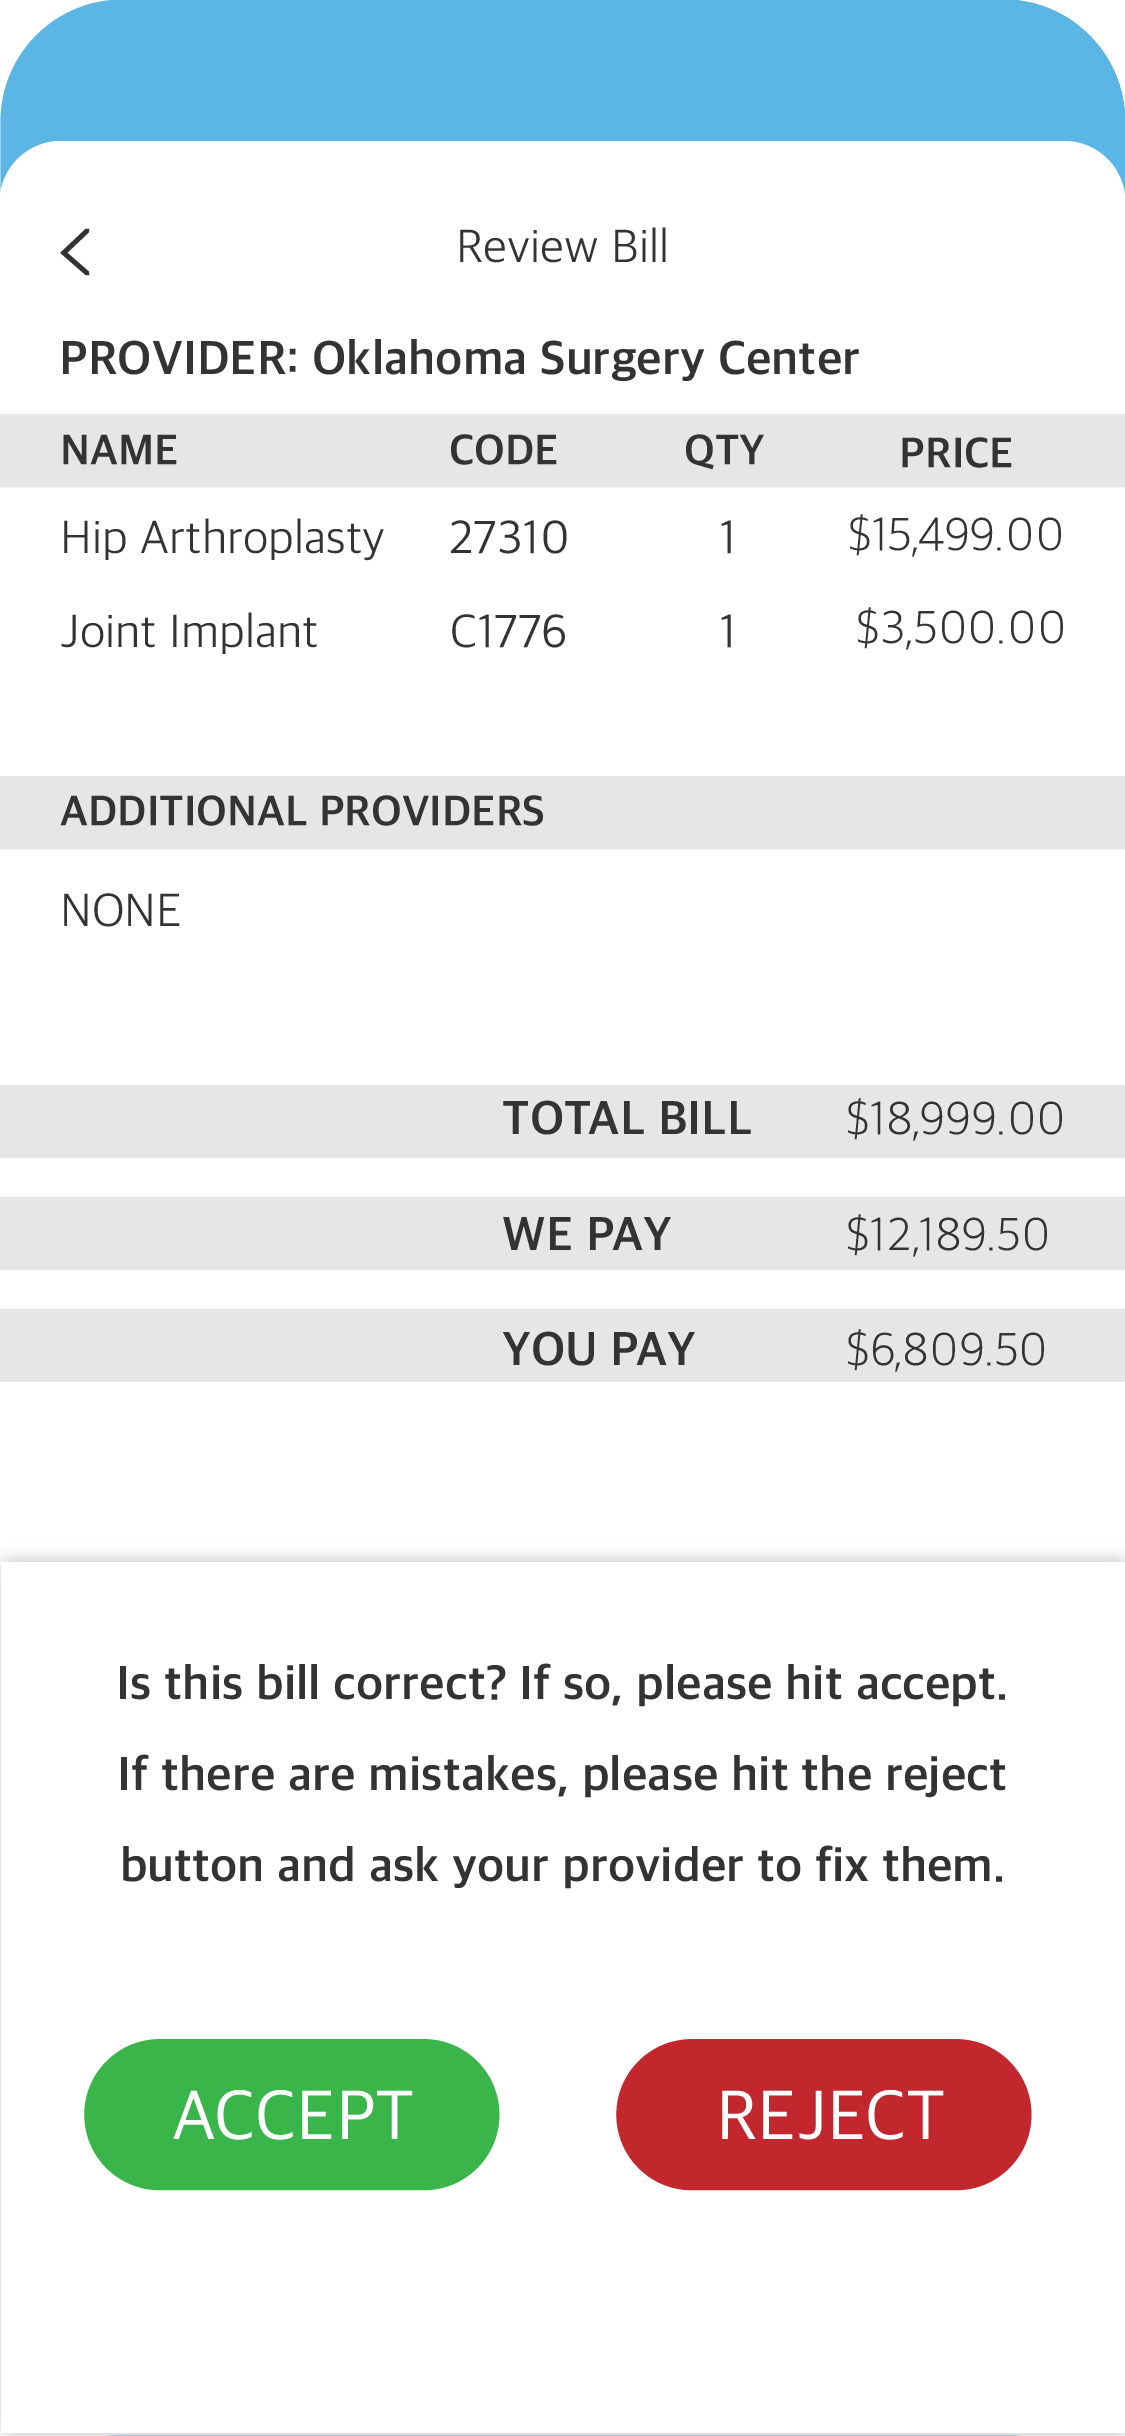 Review Bill
PROVIDER: Oklahoma Surgery Center
NAME CODE QTY PRICE
Hip Arthroplasty 27310 1 $15,499.00
Joint Implant C1776 1 $3,500.00
ADDITIONAL PROVIDERS
NONE
TOTAL BILL $18,999.00
WE PAY $12,189.50
YOU PAY $6,809.50
Is this bill correct? If so, please hit accept.
If there are mistakes, please hit the reject
button and ask your provider to fix them.
ACCEPT REJECT